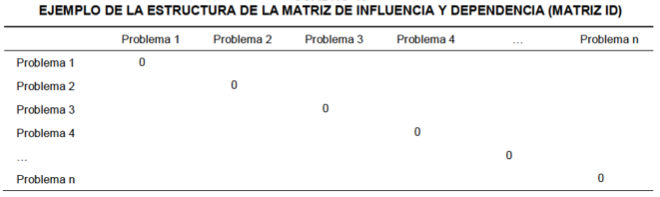 EJEMPLO DE LA ESTRUCTURA DE LA MATRIZ DE INFLUENCIA Y DEPENDENCIA (MATRIZ ID)
Problema 1 Problema 2 Problema 3 Problema 4 ... Problema n
Problema 1 0
Problema 2 0
Problema 3 0
Problema 4 0
... 0
Problema n 0